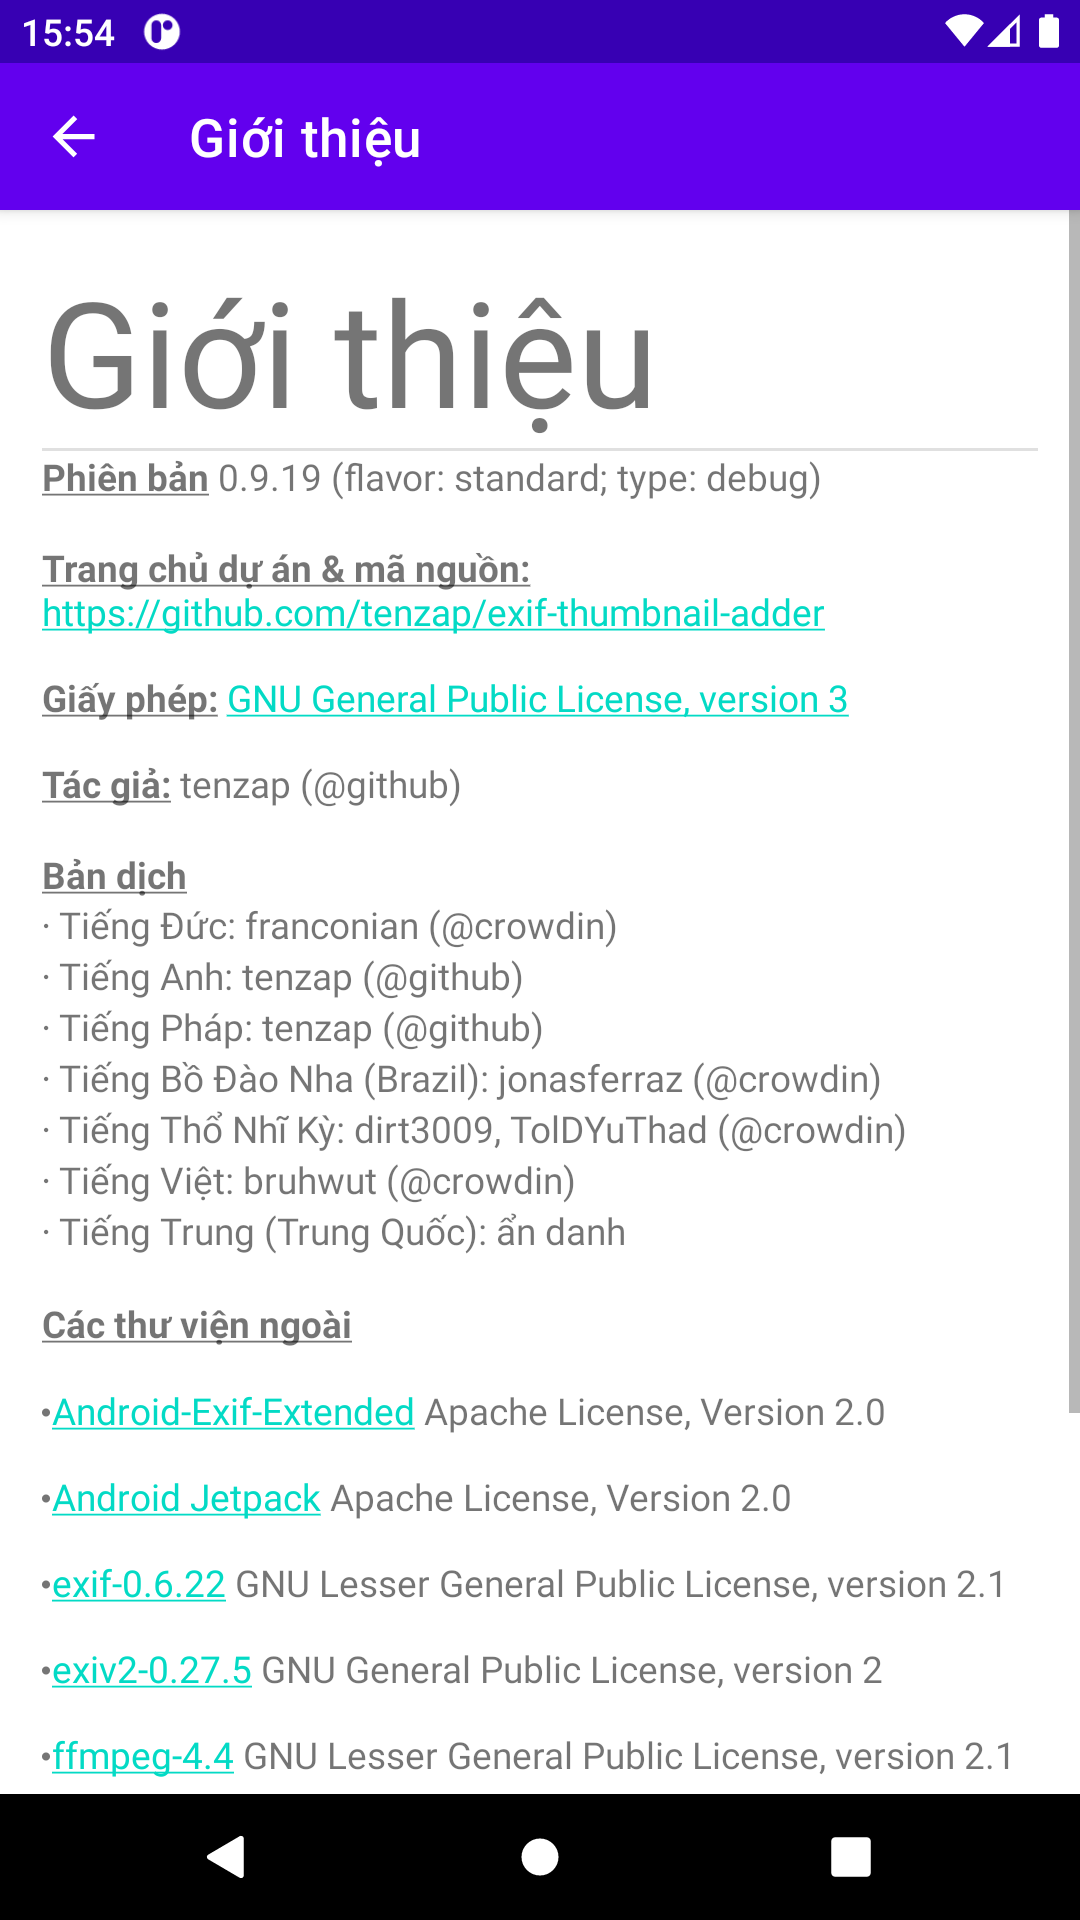 15:54
Giới thiệu
Giới thiệu
Phiên bản 0.9.19 (flavor: standard; type: debug)
Trang chủ dự án & mã nguồn:
https://github.com/tenzap/exif-thumbnail-adder
Giấy phép: GNU General Public License, version 3
Tác giả: tenzap (@github)
Bản dịch
· Tiếng Đức: franconian (@crowdin)
· Tiếng Anh: tenzap (@github)
· Tiếng Pháp: tenzap (@github)
· Tiếng Bồ Đào Nha (Brazil): jonasferraz (@crowdin)
· Tiếng Thổ Nhĩ Kỳ: dirt3009, TolDYuThad (@crowdin)
· Tiếng Việt: bruhwut (@crowdin)
· Tiếng Trung (Trung Quốc): ẩn danh
Các thư viện ngoài
•Android-Exif-Extended Apache License, Version 2.0
•Android Jetpack Apache License, Version 2.0
•exif-0.6.22 GNU Lesser General Public License, version 2.1
•exiv2-0.27.5 GNU General Public License, version 2
•ffmpeg-4.4 GNU Lesser General Public License, version 2.1